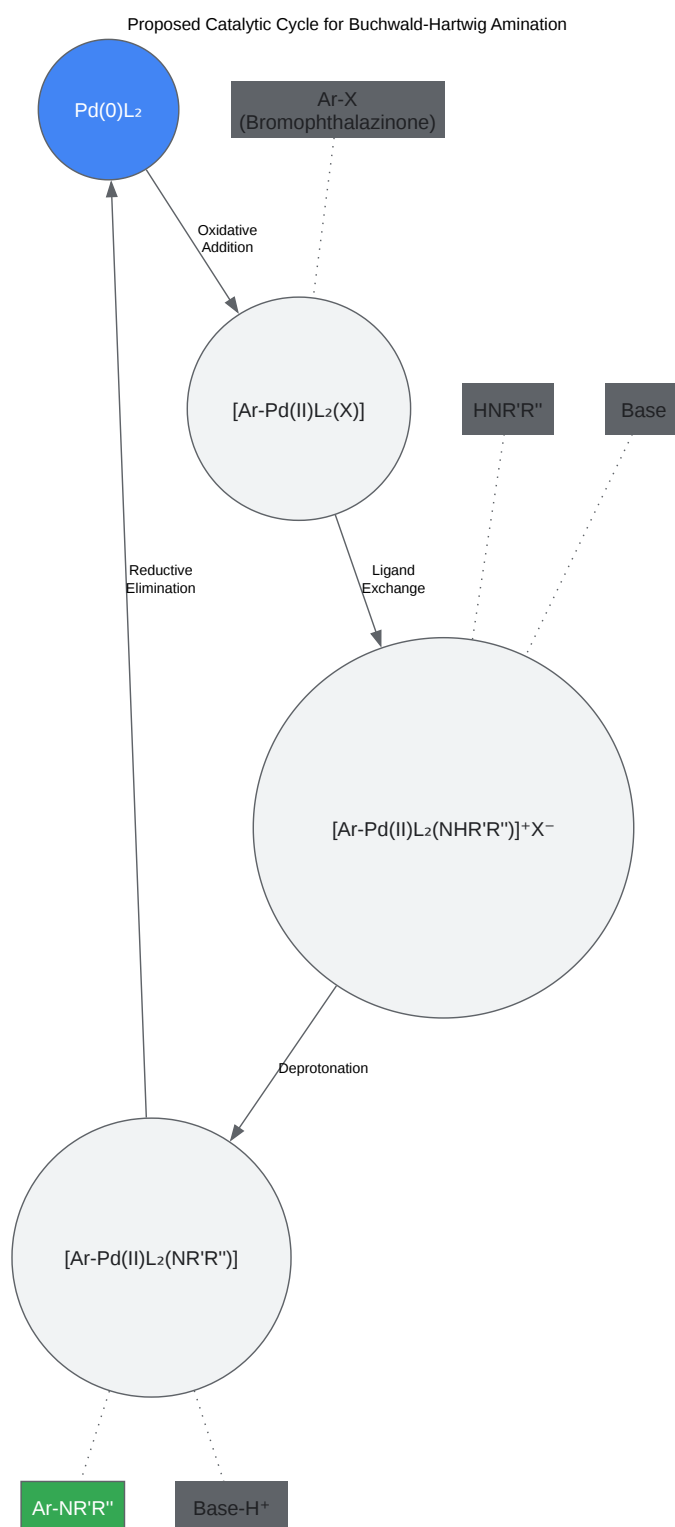 Proposed Catalytic Cycle for Buchwald-Hartwig Amination
Pd(0)L₂
Ar-X
(Bromophthalazinone)
Oxidative
Addition
[Ar-Pd(II)L₂(X)]
HNR'R''
Base
Reductive
Elimination
Ligand
Exchange
[Ar-Pd(II)L₂(NHR'R'')]⁺X⁻
Deprotonation
[Ar-Pd(II)L₂(NR'R'')]
Ar-NR'R''
Base-H⁺